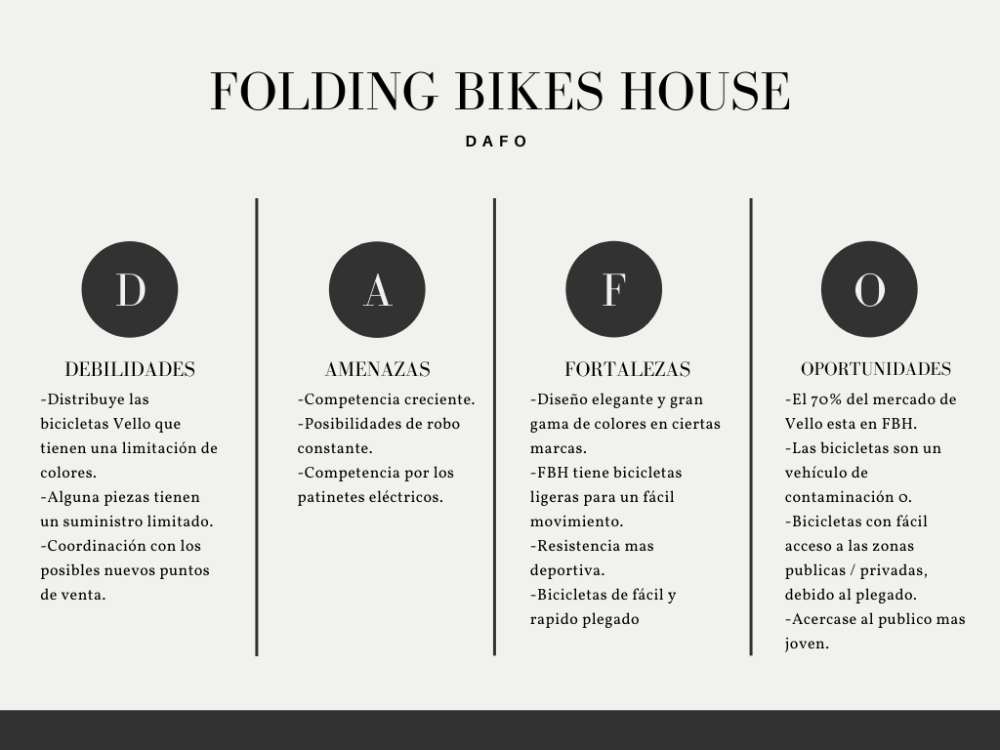 FOLDING BIKES HOUSE
DAFO
D
DEBILIDADES
-Distribuye las
bicicletas Vello que
tienen una limitación de
colores.
-Alguna piezas tienen
un suministro limitado.
-Coordinación con los
posibles nuevos puntos
de venta.
A
AMENAZAS
-Competencia creciente.
-Posibilidades de robo
constante.
-Competencia por los
patinetes eléctricos.
F
FORTALEZAS
-Diseño elegante y gran
gama de colores en ciertas
marcas.
-FBH tiene bicicletas
ligeras para un fácil
movimiento.
-Resistencia mas
deportiva.
-Bicicletas de fácil y
rapido plegado
O
OPORTUNIDADES
-El 70% del mercado de
Vello esta en FBH.
-Las bicicletas son un
vehículo de
contaminación 0.
-Bicicletas con fácil
acceso a las zonas
publicas / privadas,
debido al plegado.
-Acercase al publico mas
joven.